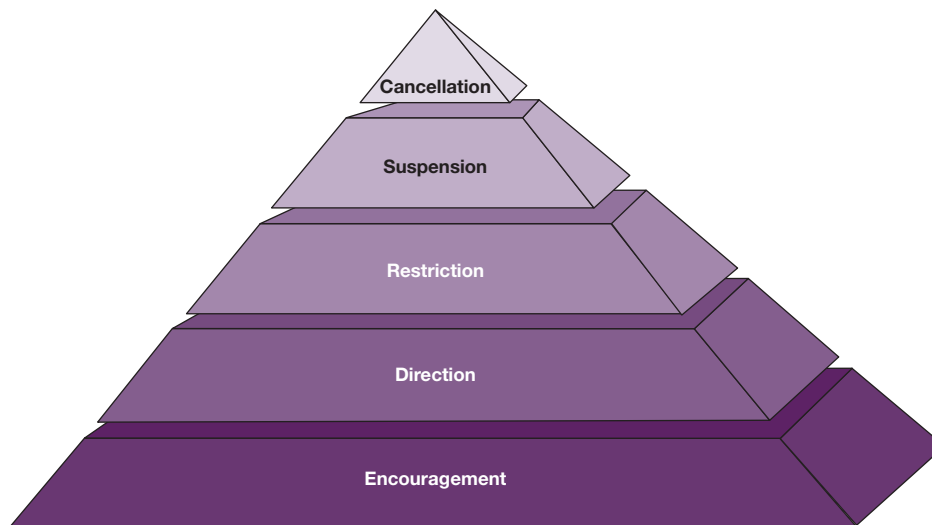 Cancellation
Suspension
Restriction
Direction
Encouragement